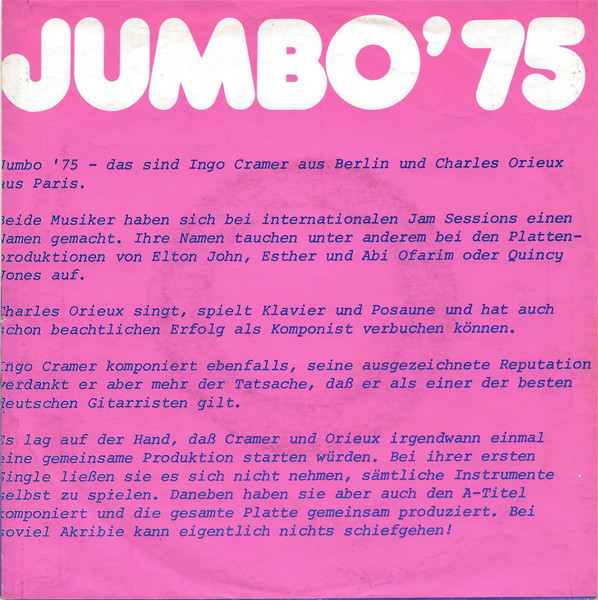 JUMBO '75
Jumbo '75 - das sind Ingo Cramer aus Berlin und Charles Orieux
aus Paris.
Beide Musiker haben sich bei internationalen Jam Sessions einen
Namen gemacht. Ihre Namen tauchen unter anderem bei den Platten-
produktionen von Elton John, Esther und Abi Ofarim oder Quincy
Jones auf.
Charles Orieux singt, spielt Klavier und Posaune und hat auch
schon beachtlichen Erfolg als Komponist verbuchen können.
Ingo Cramer komponiert ebenfalls, seine ausgezeichnete Reputation
verdankt er aber mehr der Tatsache, daß er als einer der besten
deutschen Gitarristen gilt.
Es lag auf der Hand, daß Cramer und Orieux irgendwann einmal
eine gemeinsame Produktion starten würden. Bei ihrer ersten
Single ließen sie es sich nicht nehmen, sämtliche Instrumente
selbst zu spielen. Daneben haben sie aber auch den A-Titel
komponiert und die gesamte Platte gemeinsam produziert. Bei
soviel Akribie kann eigentlich nichts schiefgehen!